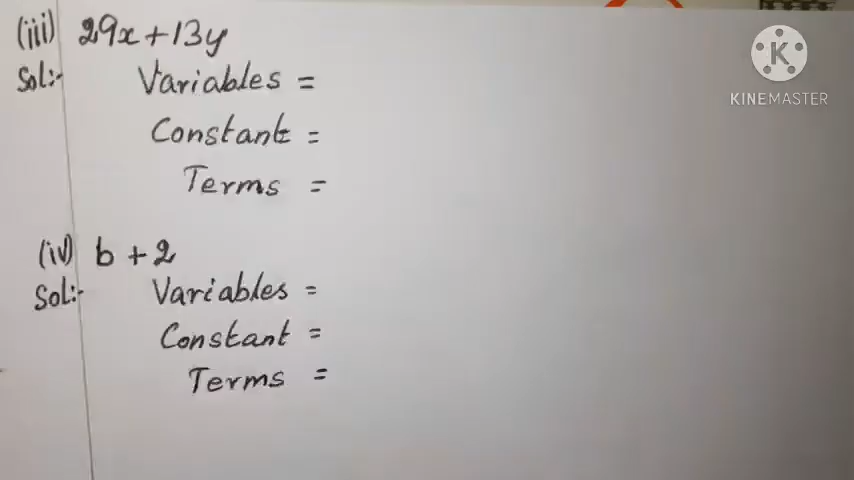 (iii) 29x+13y
Sol:- Variables =
Constant =
Terms =
(iv) b + 2
Sol:- Variables =
Constant =
Terms =
K
KINEMASTER